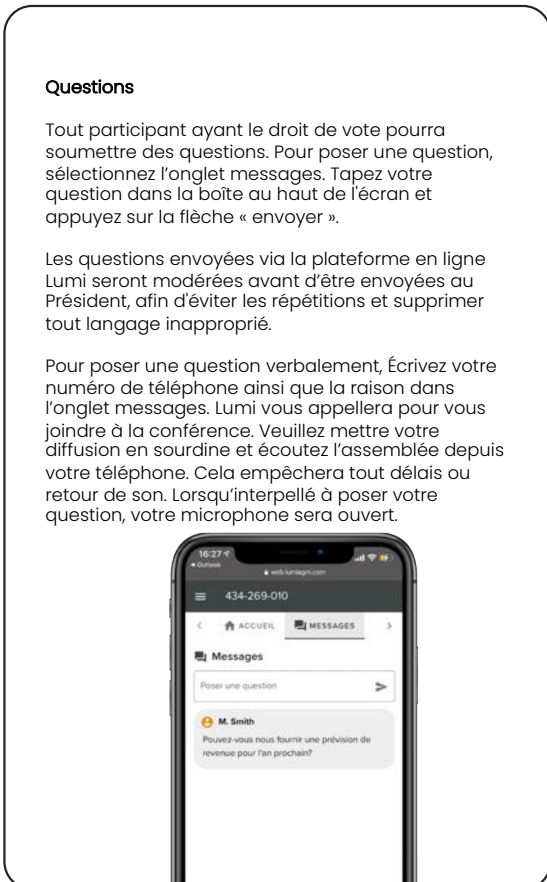 Questions
Tout participant ayant le droit de vote pourra
soumettre des questions. Pour poser une question,
sélectionnez l’onglet messages. Tapez votre
question dans la boîte au haut de l'écran et
appuyez sur la flèche « envoyer ».
Les questions envoyées via la plateforme en ligne
Lumi seront modérées avant d’être envoyées au
Président, afin d'éviter les répétitions et supprimer
tout langage inapproprié.
Pour poser une question verbalement, Écrivez votre
numéro de téléphone ainsi que la raison dans
l’onglet messages. Lumi vous appellera pour vous
joindre à la conférence. Veuillez mettre votre
diffusion en sourdine et écoutez l’assemblée depuis
votre téléphone. Cela empêchera tout délais ou
retour de son. Lorsqu’interpellé à poser votre
question, votre microphone sera ouvert.
16:27
Outlook
web.lumiagm.com
434-269-010
ACCUEIL MESSAGES
Messages
Poser une question
M. Smith
Pouvez-vous nous fournir une prévision de
revenue pour l'an prochain?